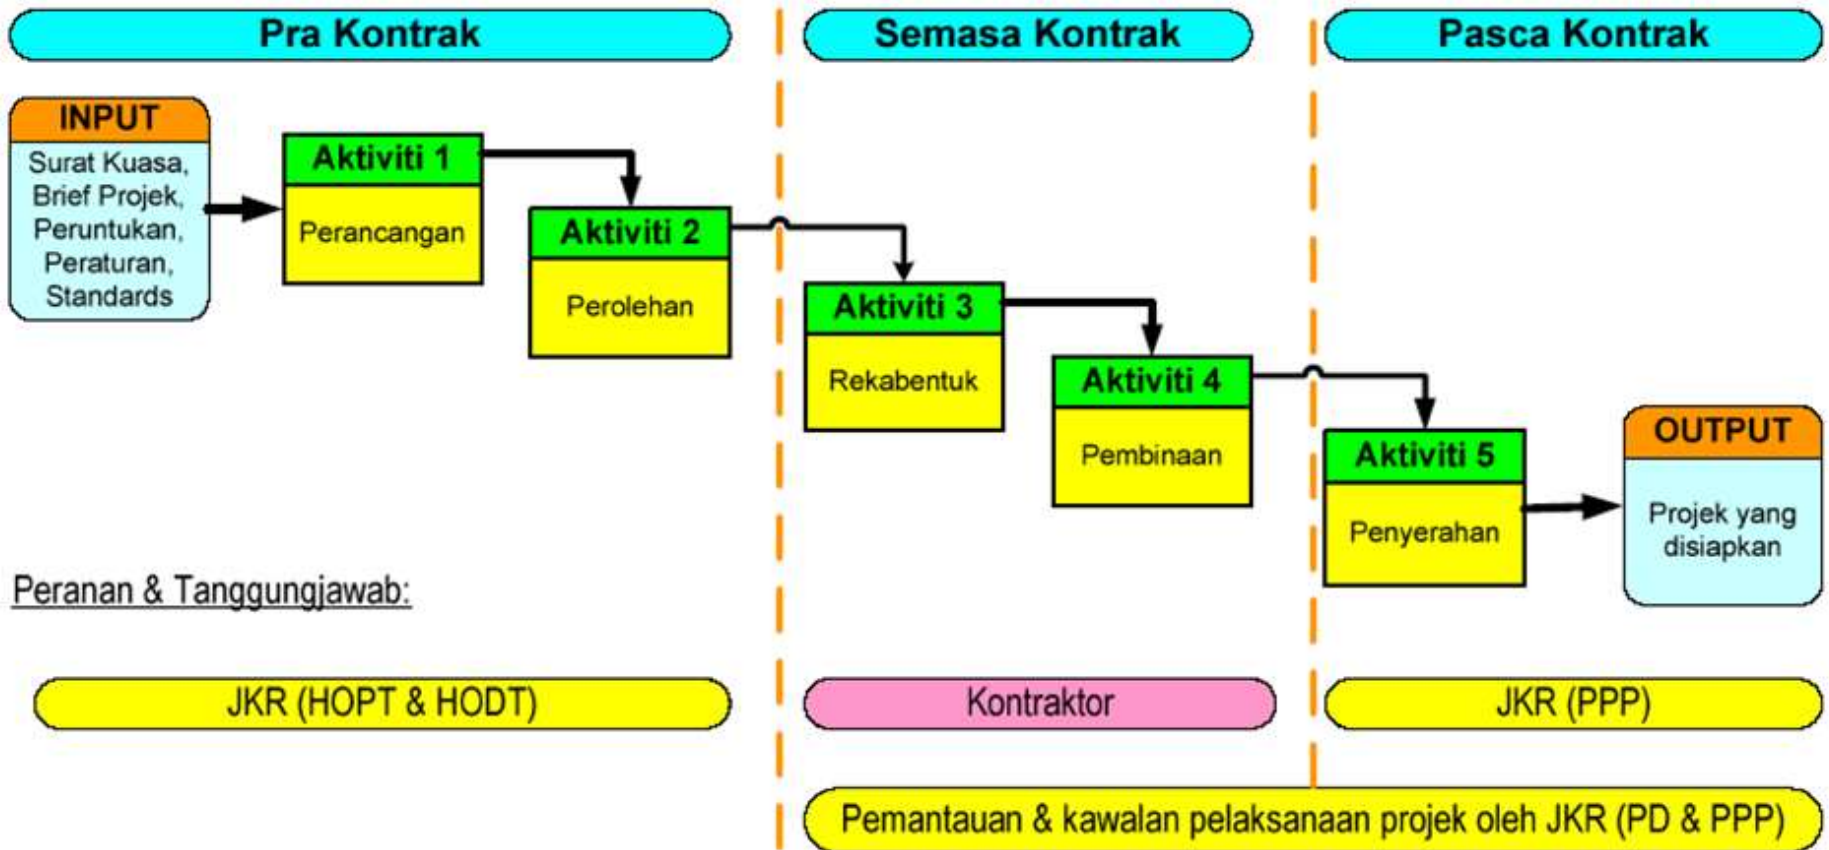 Pra Kontrak
Semasa Kontrak
Pasca Kontrak
INPUT
Surat Kuasa,
Brief Projek,
Peruntukan,
Peraturan,
Standards
Aktiviti 1
Perancangan
Aktiviti 2
Perolehan
Aktiviti 3
Rekabentuk
Aktiviti 4
Pembinaan
Aktiviti 5
Penyerahan
OUTPUT
Projek yang
disiapkan
Peranan & Tanggungjawab:
JKR (HOPT & HODT)
Kontraktor
JKR (PPP)
Pemantauan & kawalan pelaksanaan projek oleh JKR (PD & PPP)